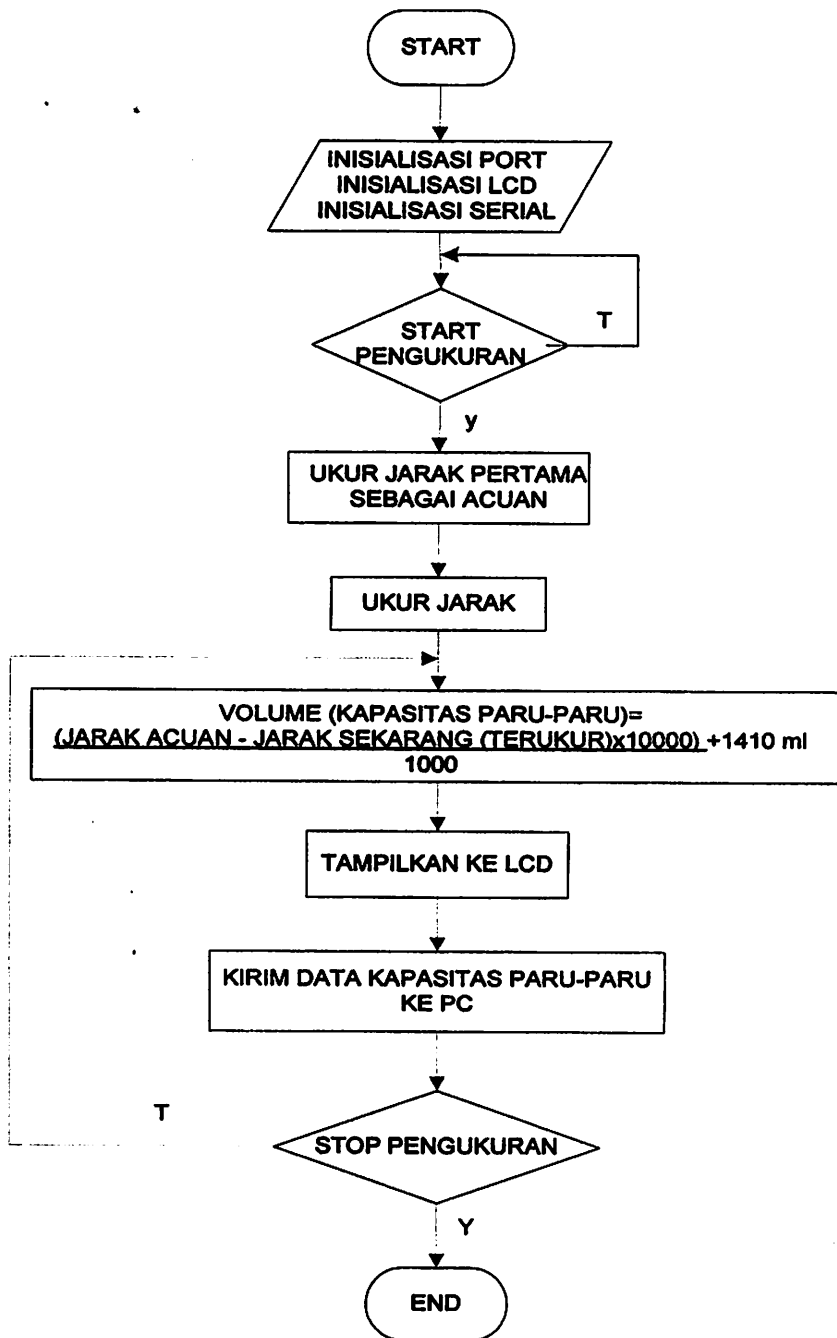 START
INISIALISASI PORT
INISIALISASI LCD
INISIALISASI SERIAL
START
PENGUKURAN
T
y
UKUR JARAK PERTAMA
SEBAGAI ACUAN
UKUR JARAK
VOLUME (KAPASITAS PARU-PARU)=
(JARAK ACUAN - JARAK SEKARANG (TERUKUR)x10000) +1410 ml
1000
TAMPILKAN KE LCD
KIRIM DATA KAPASITAS PARU-PARU
KE PC
T
STOP PENGUKURAN
Y
END